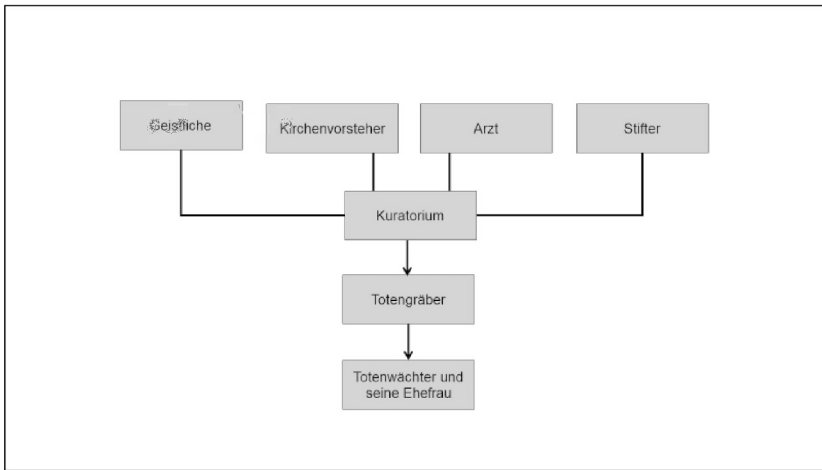 Geistliche
Kirchenvorsteher
Arzt
Stifter
Kuratorium
Totengräber
Totenwächter und
seine Ehefrau